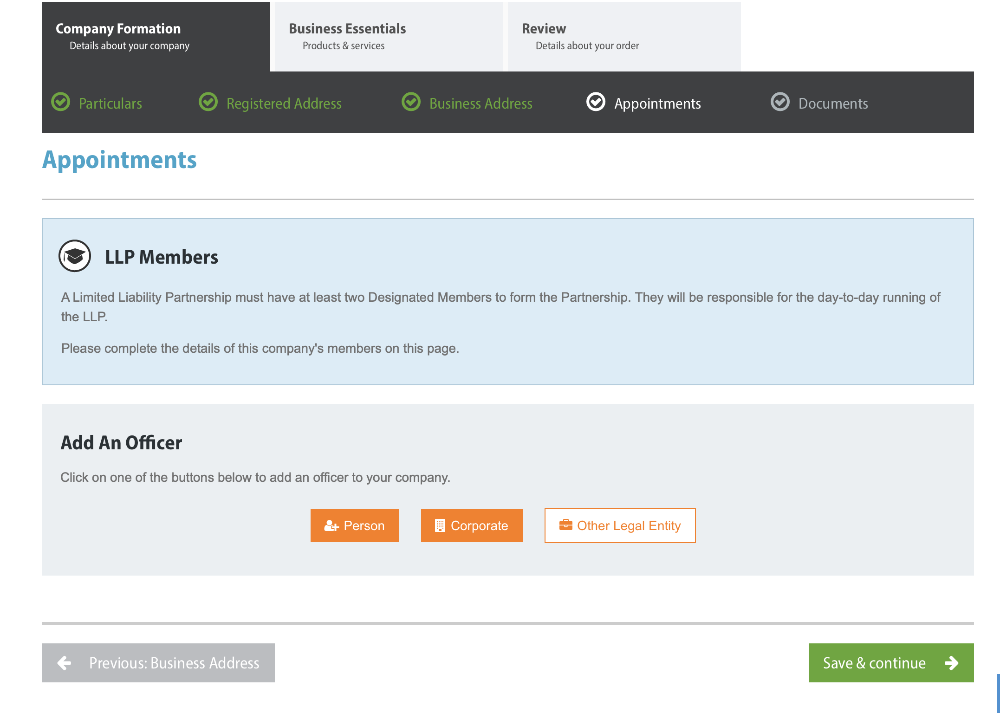 Company Formation
Details about your company
Business Essentials
Products & services
Review
Details about your order
Particulars
Registered Address
Business Address
Appointments
Documents
Appointments
LLP Members
A Limited Liability Partnership must have at least two Designated Members to form the Partnership. They will be responsible for the day-to-day running of
the LLP.
Please complete the details of this company's members on this page.
Add An Officer
Click on one of the buttons below to add an officer to your company.
Person
Corporate
Other Legal Entity
Previous: Business Address
Save & continue